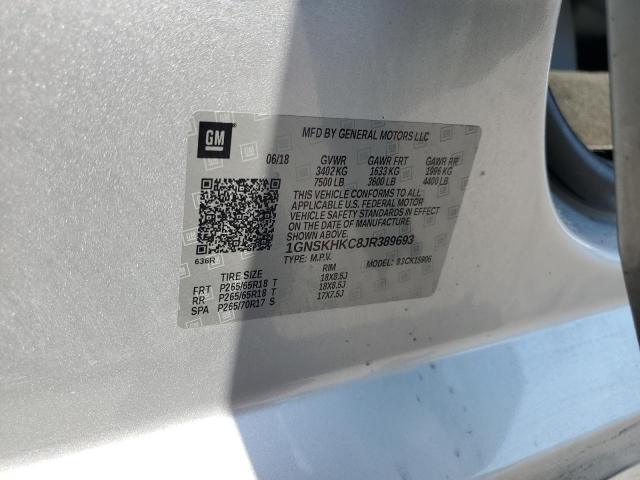 GM
MFD BY GENERAL MOTORS LLC
06/18 GVWR GAWR FRT GAWR RR
3402 KG 1633 KG 1996 KG
7500 LB 3600 LB 4400 LB
THIS VEHICLE CONFORMS TO ALL
APPLICABLE U.S. FEDERAL MOTOR
VEHICLE SAFETY STANDARDS IN EFFECT
ON THE DATE OF MANUFACTURE
SHOWN ABOVE.
1GNSKHKC8JR389693
636R
TYPE: M.P.V. MODEL: 83CK15906
TIRE SIZE RIM
FRT P265/65R18 T 18X8.5J
RR P265/65R18 T 18X8.5J
SPA P265/70R17 S 17X7.5J